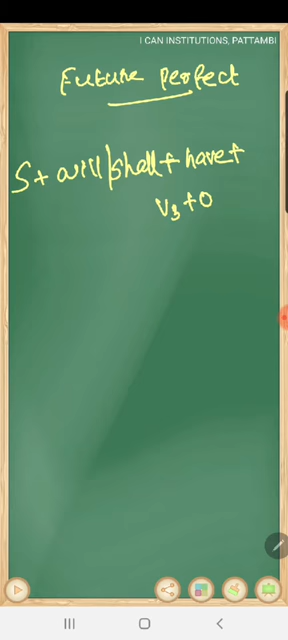 I CAN INSTITUTIONS, PATTAMBI
Future Perfect
S+ will/shall + have+
V3 + O